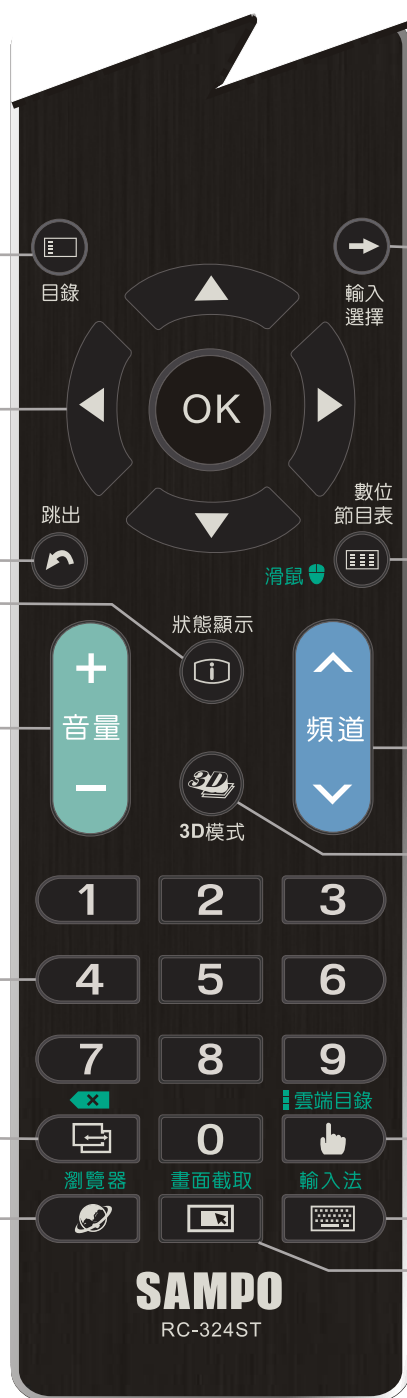 目錄
輸入
選擇
OK
跳出
數位
節目表
滑鼠
狀態顯示
+
音量
−
頻道
3D
3D模式
1 2 3
4 5 6
7 8 9
雲端目錄
0
瀏覽器 畫面截取 輸入法
SAMPO
RC-324ST